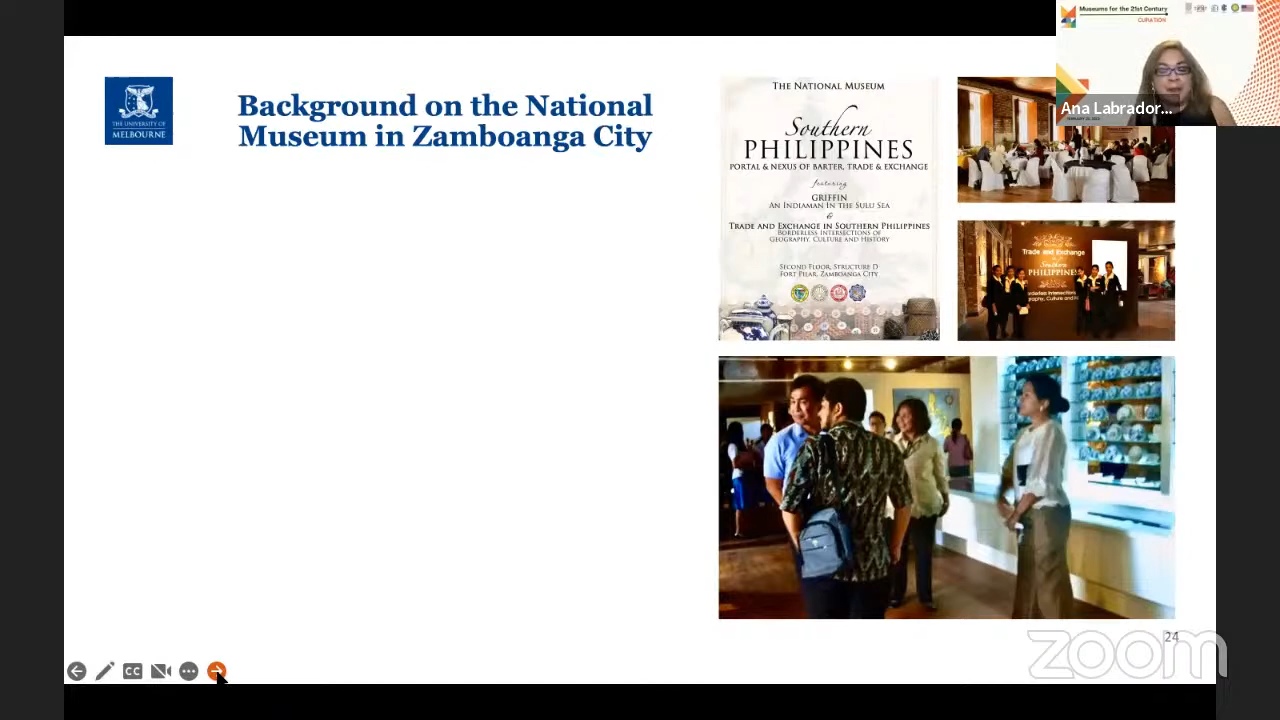 Museums for the 21st Century
CURATION
Ana Labrador...
THE UNIVERSITY OF
MELBOURNE
Background on the National
Museum in Zamboanga City
THE NATIONAL MUSEUM
Southern
PHILIPPINES
PORTAL & NEXUS OF BARTER, TRADE & EXCHANGE
featuring
GRIFFIN
AN INDIAMAN IN THE SULU SEA
&
TRADE AND EXCHANGE IN SOUTHERN PHILIPPINES
BORDERLESS INTERSECTIONS OF
GEOGRAPHY, CULTURE AND HISTORY
SECOND FLOOR, STRUCTURE D
FORT PILAR, ZAMBOANGA CITY
Trade and Exchange
Southern
PHILIPPINES
CC
24
zoom